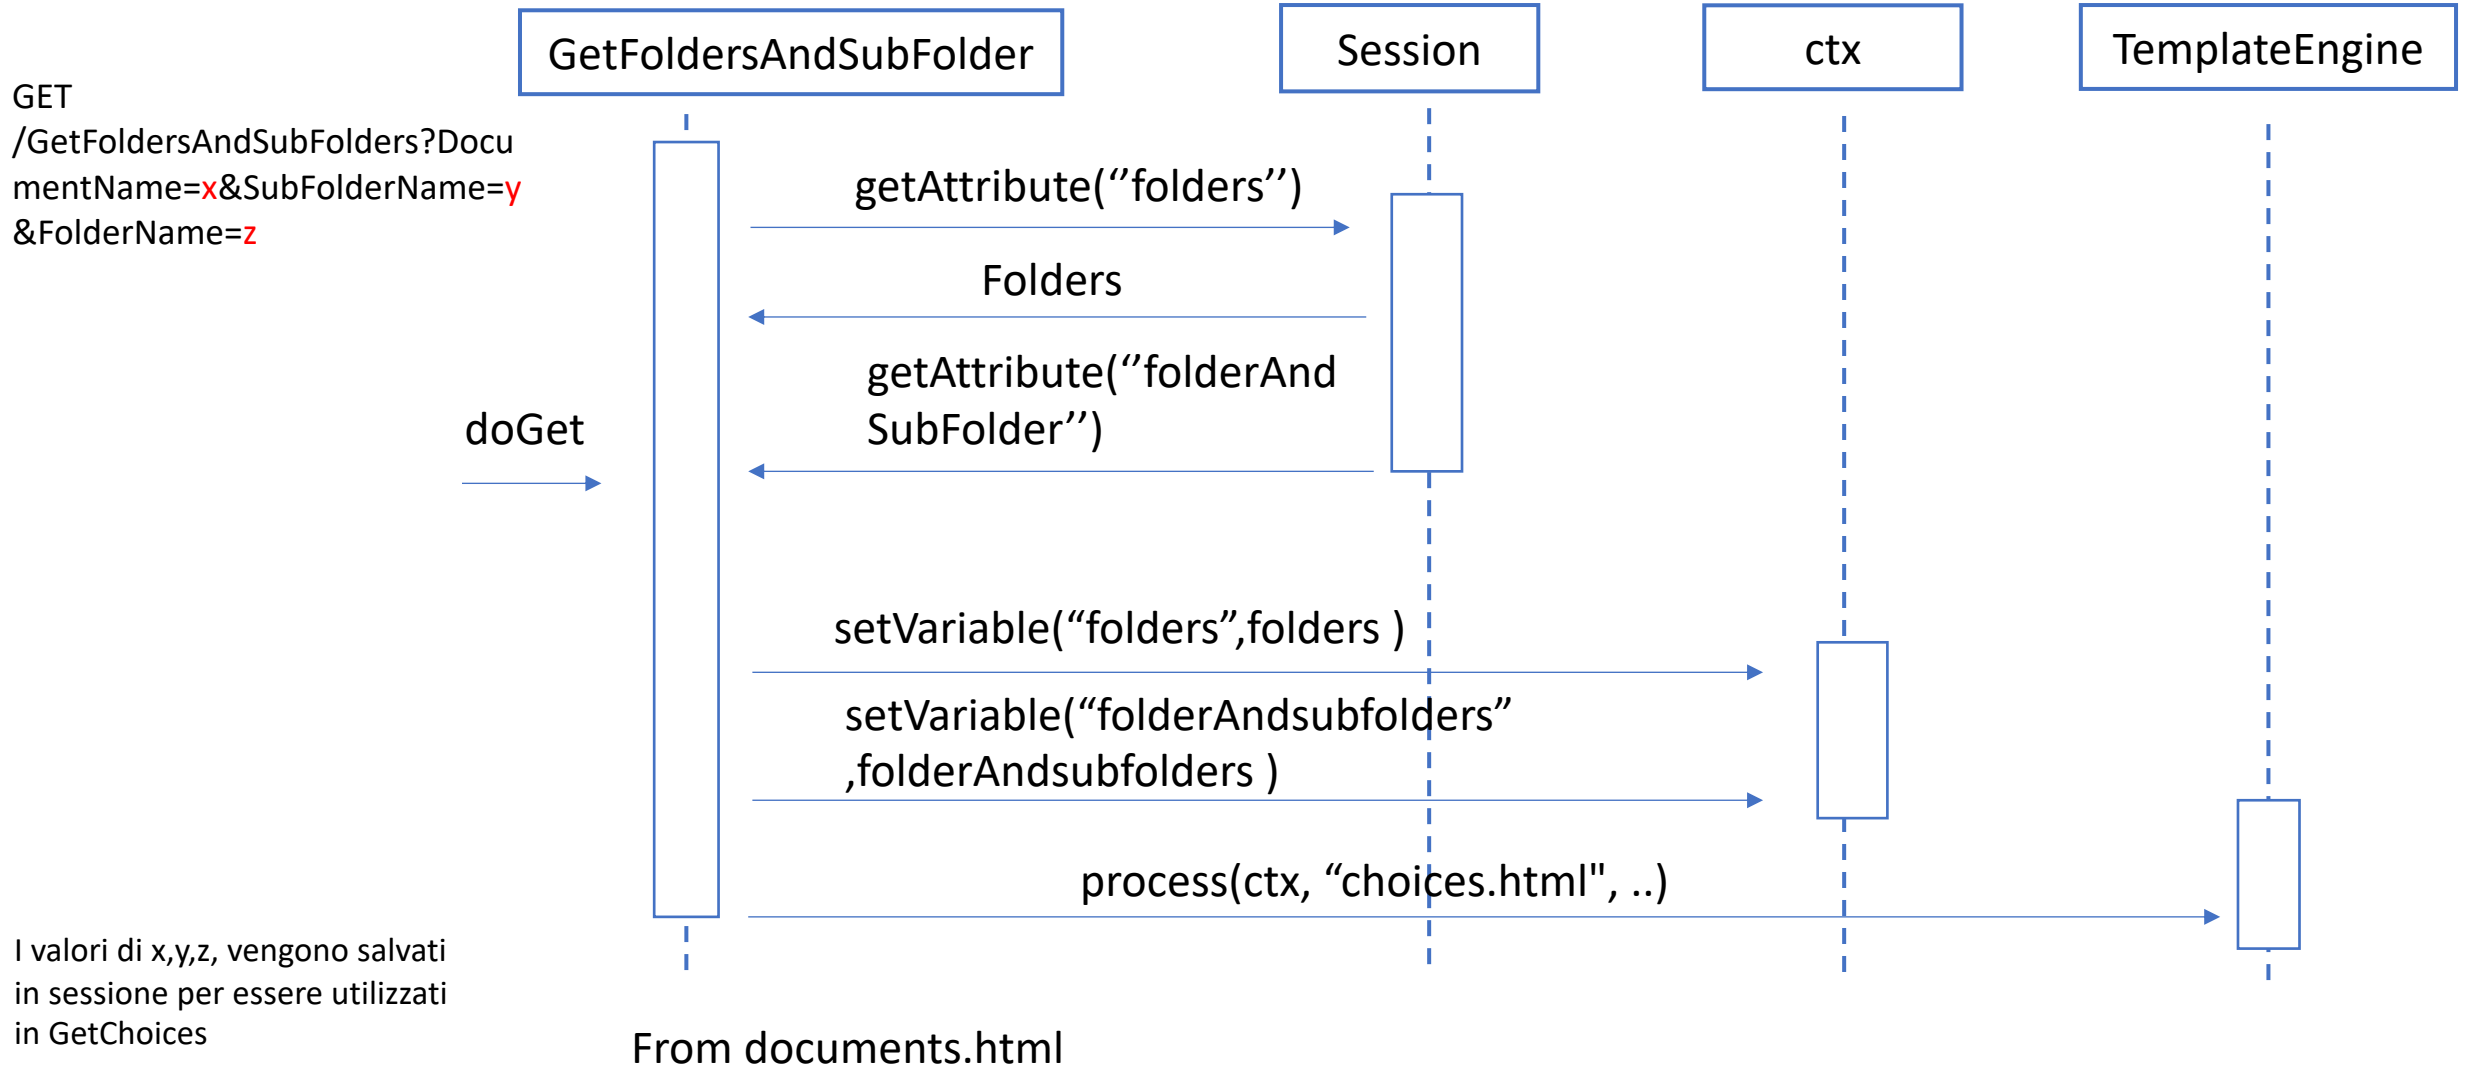 GetFoldersAndSubFolder
Session
ctx
TemplateEngine
GET
/GetFoldersAndSubFolders?Docu
mentName=x&SubFolderName=y
&FolderName=z
getAttribute(‘’folders’’)
Folders
getAttribute(‘’folderAnd
SubFolder’’)
doGet
setVariable(“folders”,folders )
setVariable(“folderAndsubfolders”
,folderAndsubfolders )
process(ctx, “choices.html", ..)
I valori di x,y,z, vengono salvati
in sessione per essere utilizzati
in GetChoices
From documents.html